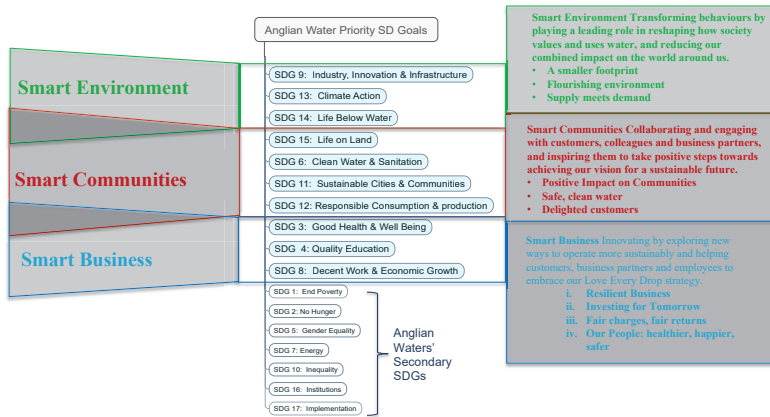 Anglian Water Priority SD Goals
Smart Environment
Smart Communities
Smart Business
SDG 9: Industry, Innovation & Infrastructure
SDG 13: Climate Action
SDG 14: Life Below Water
SDG 15: Life on Land
SDG 6: Clean Water & Sanitation
SDG 11: Sustainable Cities & Communities
SDG 12: Responsible Consumption & production
SDG 3: Good Health & Well Being
SDG 4: Quality Education
SDG 8: Decent Work & Economic Growth
SDG 1: End Poverty
SDG 2: No Hunger
SDG 5: Gender Equality
SDG 7: Energy
SDG 10: Inequality
SDG 16: Institutions
SDG 17: Implementation
Anglian
Waters'
Secondary
SDGs
Smart Environment Transforming behaviours by
playing a leading role in reshaping how society
values and uses water, and reducing our
combined impact on the world around us.
• A smaller footprint
• Flourishing environment
• Supply meets demand
Smart Communities Collaborating and engaging
with customers, colleagues and business partners,
and inspiring them to take positive steps towards
achieving our vision for a sustainable future.
• Positive Impact on Communities
• Safe, clean water
• Delighted customers
Smart Business Innovating by exploring new
ways to operate more sustainably and helping
customers, business partners and employees to
embrace our Love Every Drop strategy.
i. Resilient Business
ii. Investing for Tomorrow
iii. Fair charges, fair returns
iv. Our People: healthier, happier,
safer